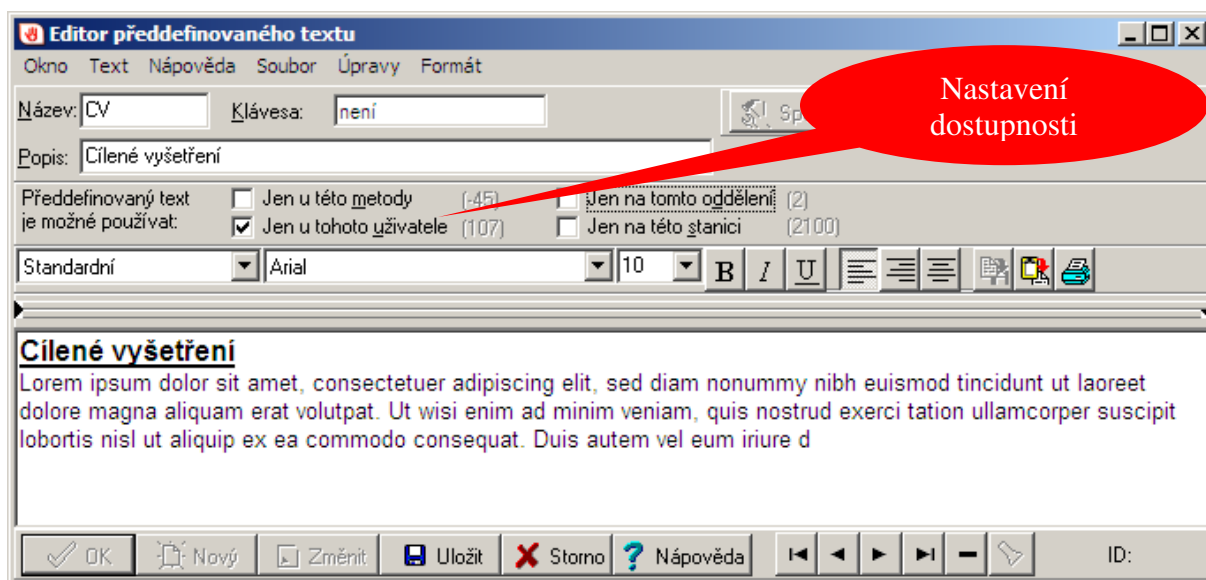 Editor předdefinovaného textu
Okno Text Nápověda Soubor Úpravy Formát
Nastavení
dostupnosti
Název: CV Klávesa: není
Popis: Cílené vyšetření
Předdefinovaný text Jen u této metody (-45) Jen na tomto oddělení (2)
je možné používat: Jen u tohoto uživatele (107) Jen na této stanici (2100)
Standardní Arial 10 B I U
Cílené vyšetření
Lorem ipsum dolor sit amet, consectetuer adipiscing elit, sed diam nonummy nibh euismod tincidunt ut laoreet
dolore magna aliquam erat volutpat. Ut wisi enim ad minim veniam, quis nostrud exerci tation ullamcorper suscipit
lobortis nisl ut aliquip ex ea commodo consequat. Duis autem vel eum iriure d
OK Nový Změnit Uložit Storno Nápověda ID: